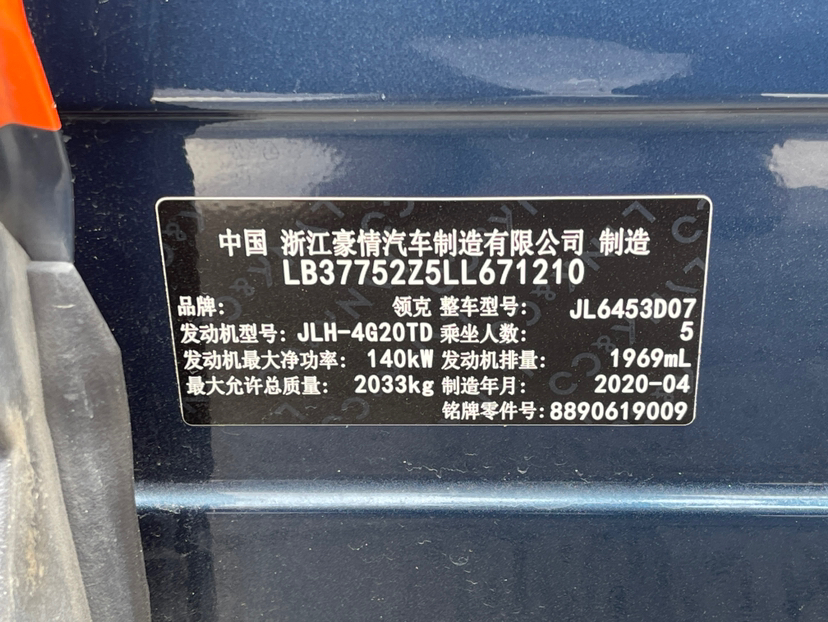 中国 浙江豪情汽车制造有限公司 制造
LB37752Z5LL671210
品牌: 领克 整车型号: JL6453D07
发动机型号: JLH-4G20TD 乘坐人数: 5
发动机最大净功率: 140kW 发动机排量: 1969mL
最大允许总质量: 2033kg 制造年月: 2020-04
铭牌零件号: 8890619009